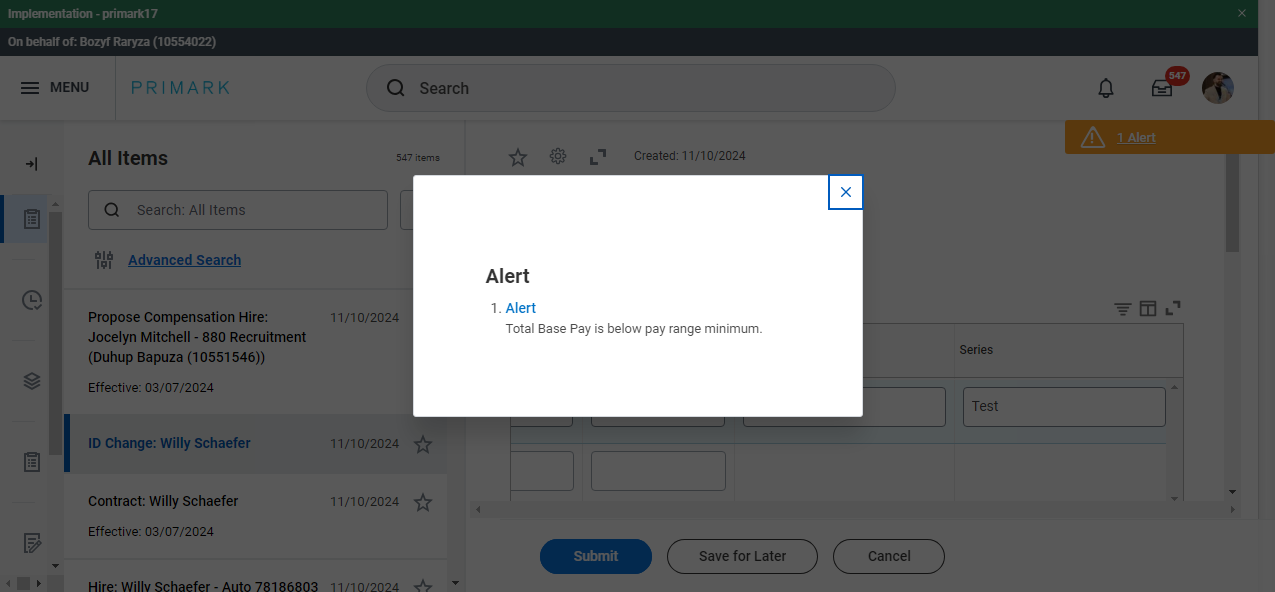 Implementation - primark17
On behalf of: Bozyf Raryza (10554022)
MENU
PRIMARK
Search
547
1 Alert
All Items
547 items
Search: All Items
Advanced Search
Propose Compensation Hire:
Jocelyn Mitchell - 880 Recruitment
(Duhup Bapuza (10551546))
11/10/2024
Effective: 03/07/2024
ID Change: Willy Schaefer
11/10/2024
Contract: Willy Schaefer
11/10/2024
Effective: 03/07/2024
Hire: Willy Schaefer - Auto 78186803
11/10/2024
Created: 11/10/2024
Alert
1. Alert
Total Base Pay is below pay range minimum.
Series
Test
Submit
Save for Later
Cancel